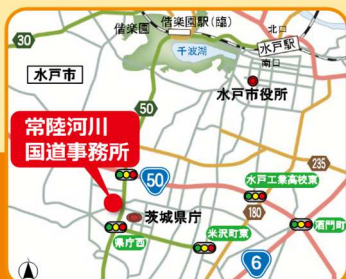 偕楽園
偕楽園駅(臨)
北口
水戸駅
南口
30
千波湖
水戸市
50
水戸市役所
常陸河川
国道事務所
50
水戸工業高校東
235
茨城県庁
180
酒門町
県庁西
米沢町東
6